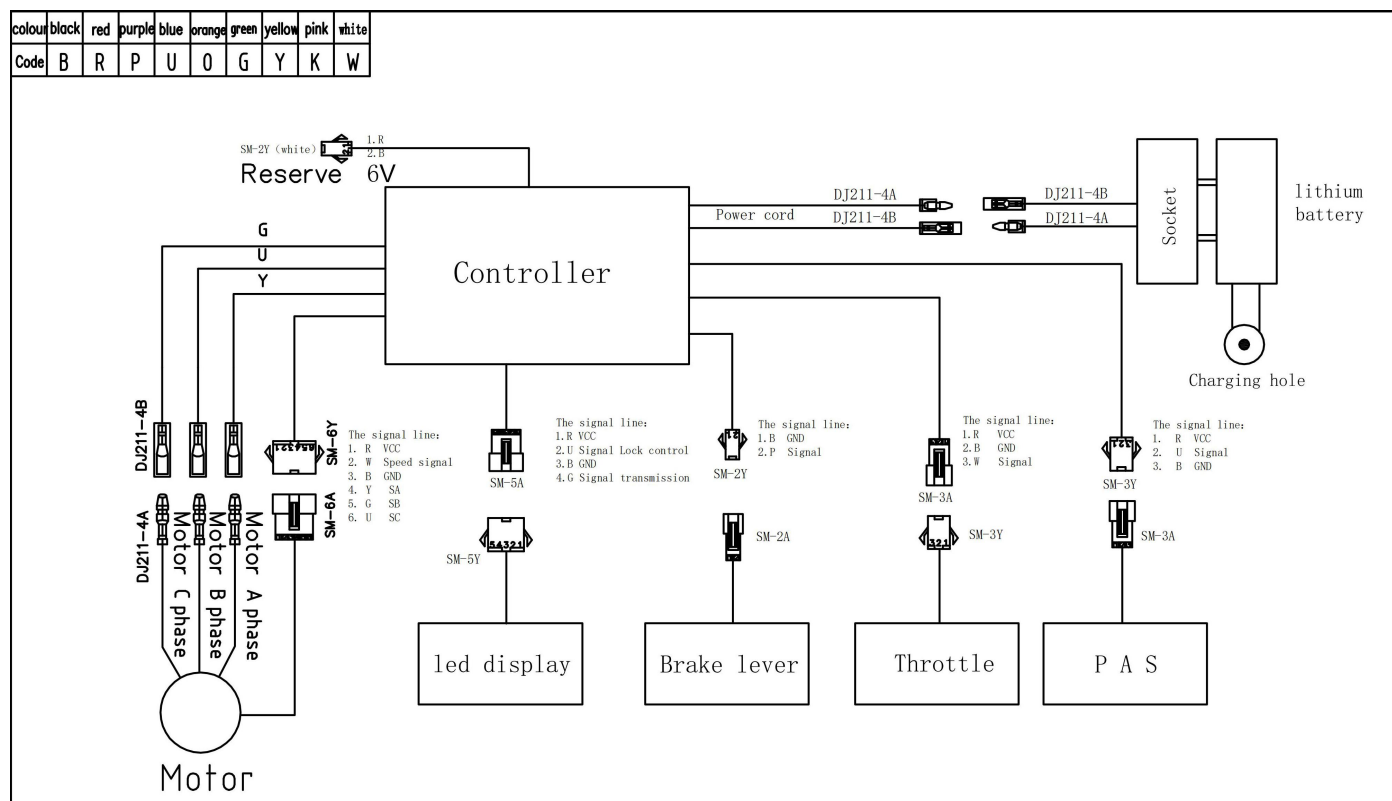 colour black red purple blue orange green yellow pink white
Code B R P U O G Y K W
SM-2Y (white)
1.R
2.B
Reserve 6V
G
U
Y
Controller
Power cord
DJ211-4A
DJ211-4B
DJ211-4B
DJ211-4A
Socket
lithium
battery
Charging hole
DJ211-4B
DJ211-4A
SM-6Y
SM-6A
The signal line:
1. R VCC
2. W Speed signal
3. B GND
4. Y SA
5. G SB
6. U SC
The signal line:
1.R VCC
2.U Signal Lock control
3.B GND
4.G Signal transmission
SM-5A
54321
SM-5Y
The signal line:
1.B GND
2.P Signal
21
SM-2Y
SM-2A
The signal line:
1.R VCC
2.B GND
3.W Signal
SM-3A
321
SM-3Y
The signal line:
1. R VCC
2. U Signal
3. B GND
SM-3Y
SM-3A
Motor C phase
Motor B phase
Motor A phase
Motor
led display
Brake lever
Throttle
P A S